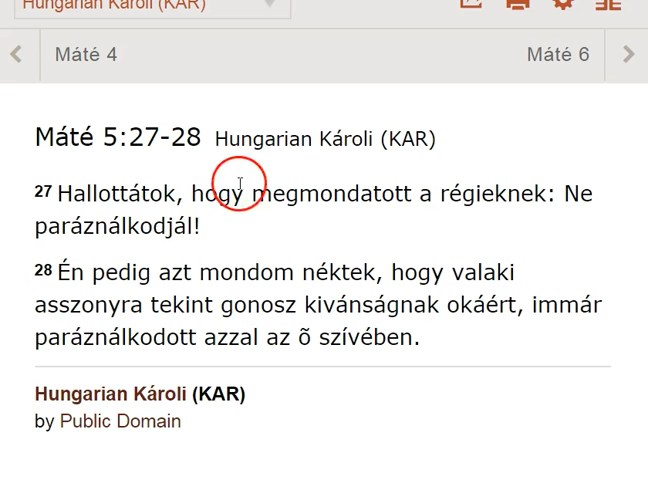 Hungarian Károli (KAR)
Máté 4
Máté 6
Máté 5:27-28 Hungarian Károli (KAR)
27 Hallottátok, hogy megmondatott a régieknek: Ne
paráználkodjál!
28 Én pedig azt mondom néktek, hogy valaki
asszonyra tekint gonosz kivánságnak okáért, immár
paráználkodott azzal az õ szívében.
Hungarian Károli (KAR)
by Public Domain